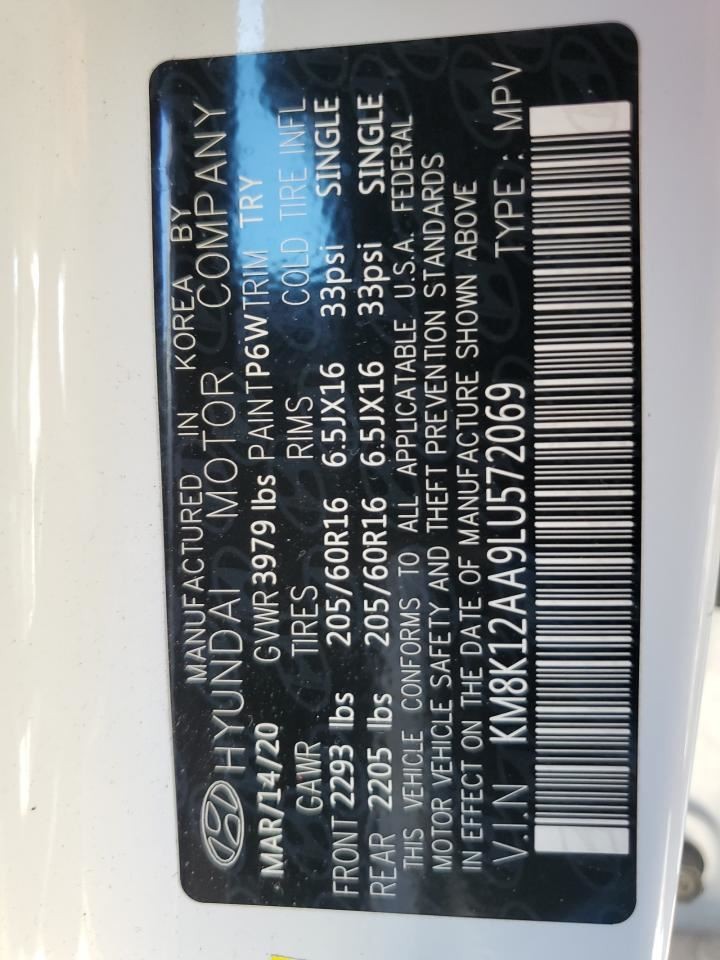 MANUFACTURED IN KOREA BY
HYUNDAI MOTOR COMPANY
MAR/14/20 GVWR 3979 lbs PAINT P6W TRIM TRY
GAWR TIRES RIMS COLD TIRE INFL
FRONT 2293 lbs 205/60R16 6.5JX16 33psi SINGLE
REAR 2205 lbs 205/60R16 6.5JX16 33psi SINGLE
THIS VEHICLE CONFORMS TO ALL APPLICATABLE U.S.A. FEDERAL
MOTOR VEHICLE SAFETY AND THEFT PREVENTION STANDARDS
IN EFFECT ON THE DATE OF MANUFACTURE SHOWN ABOVE
V.I.N KM8K12AA9LU572069 TYPE : MPV